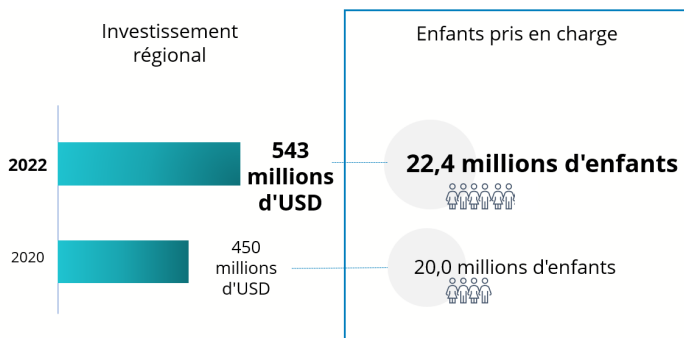 Investissement
régional
Enfants pris en charge
2022
543
millions
d'USD
22,4 millions d'enfants
2020
450
millions
d'USD
20,0 millions d'enfants